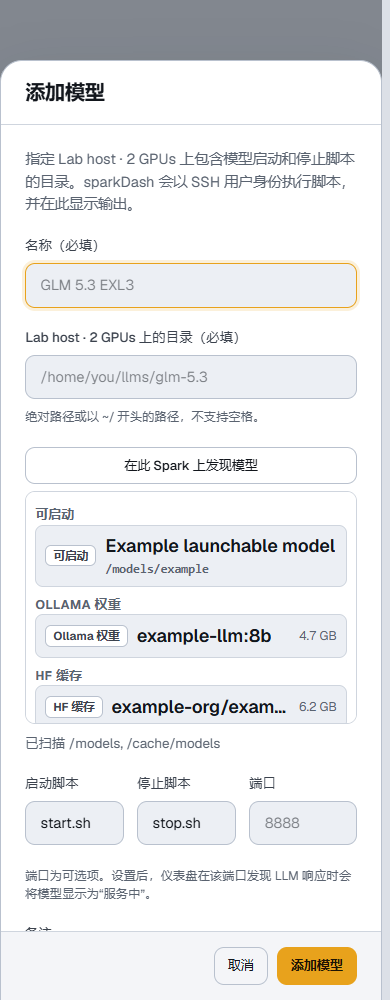 添加模型
指定 Lab host · 2 GPUs 上包含模型启动和停止脚本
的目录。sparkDash 会以 SSH 用户身份执行脚本，
并在此显示输出。
名称（必填）
GLM 5.3 EXL3
Lab host · 2 GPUs 上的目录（必填）
/home/you/llms/glm-5.3
绝对路径或以 ~/ 开头的路径，不支持空格。
在此 Spark 上发现模型
可启动
可启动 Example launchable model
/models/example
OLLAMA 权重
Ollama 权重 example-llm:8b 4.7 GB
HF 缓存
HF 缓存 example-org/exam... 6.2 GB
已扫描 /models, /cache/models
启动脚本 停止脚本 端口
start.sh stop.sh 8888
端口为可选项。设置后，仪表盘在该端口发现 LLM 响应时会
将模型显示为“服务中”。
取消 添加模型